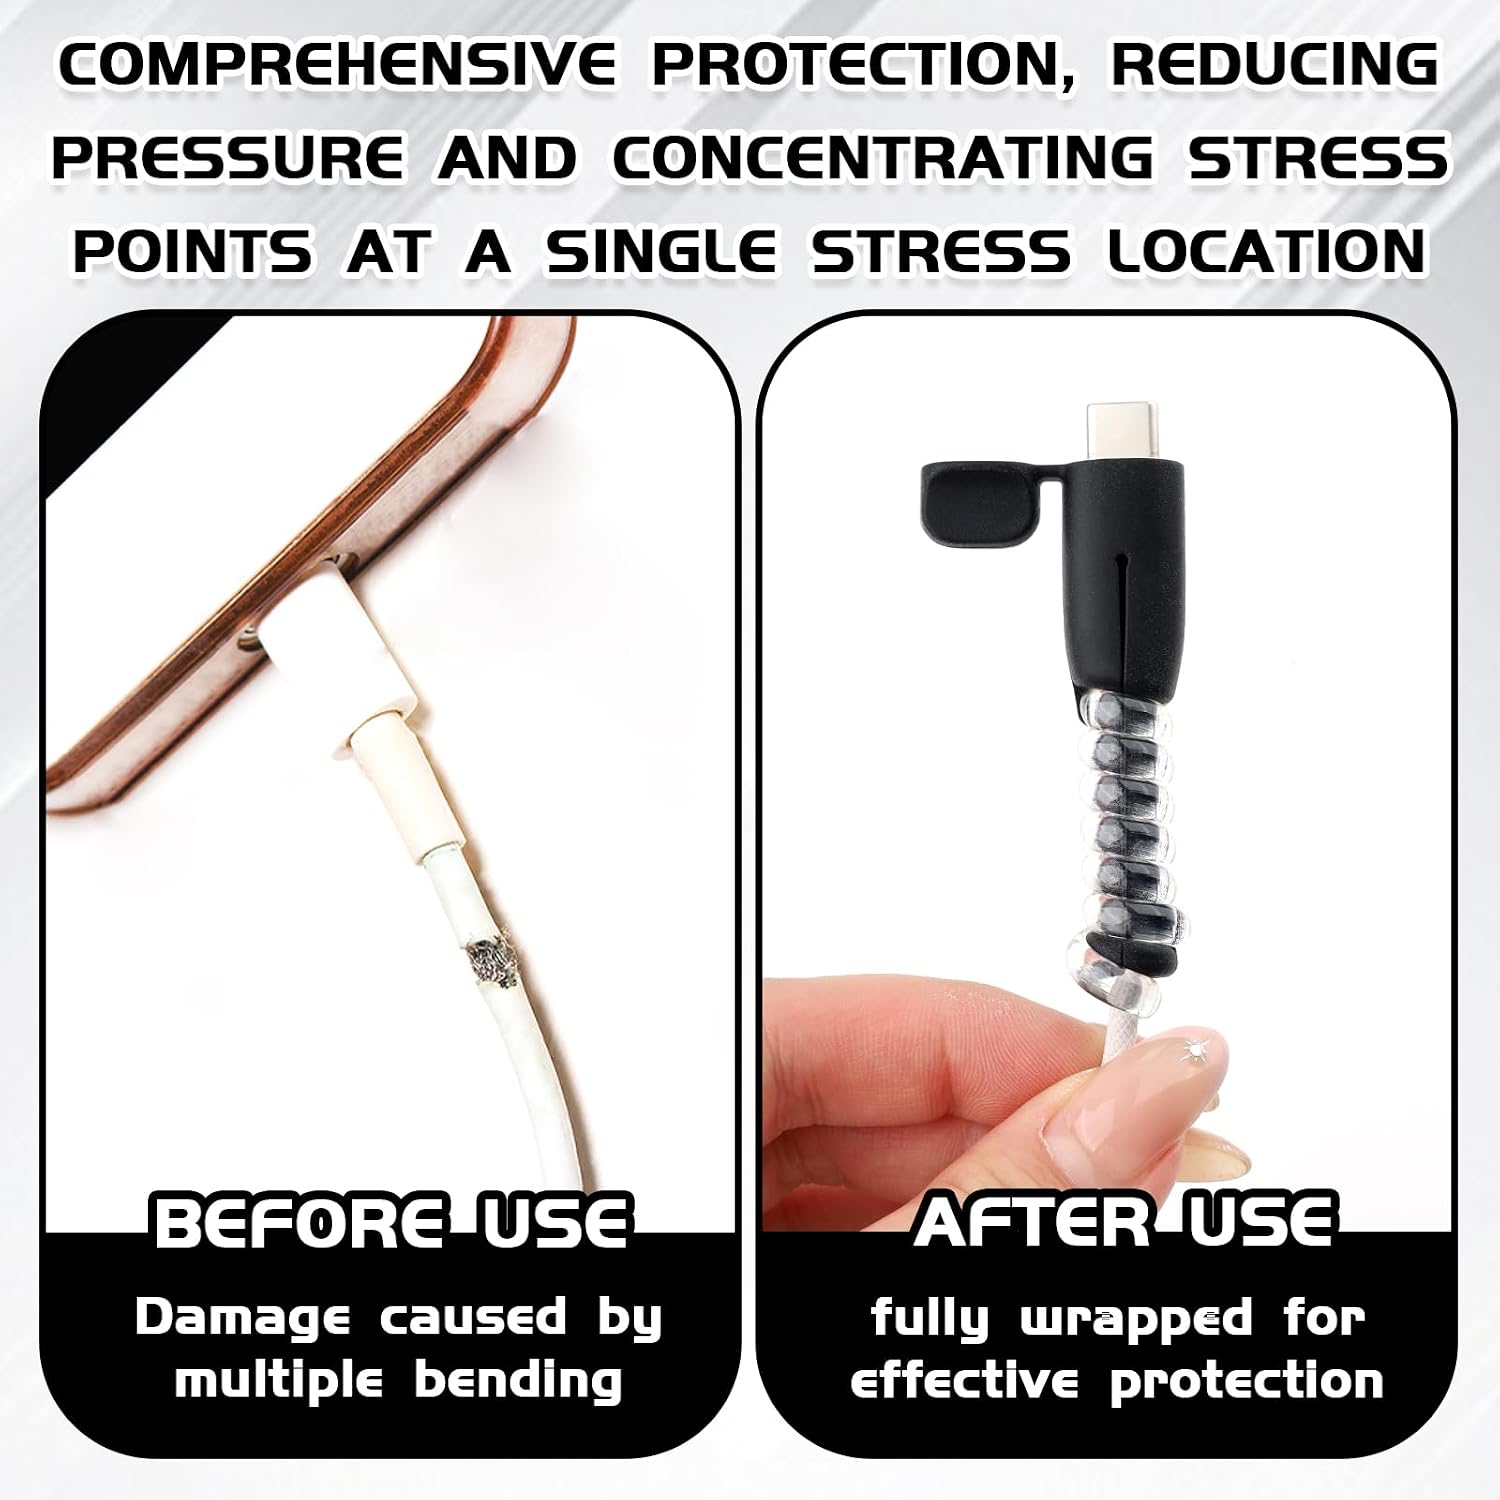 COMPREHENSIVE PROTECTION, REDUCING
PRESSURE AND CONCENTRATING STRESS
POINTS AT A SINGLE STRESS LOCATION
BEFORE USE
Damage caused by
multiple bending
AFTER USE
fully wrapped for
effective protection